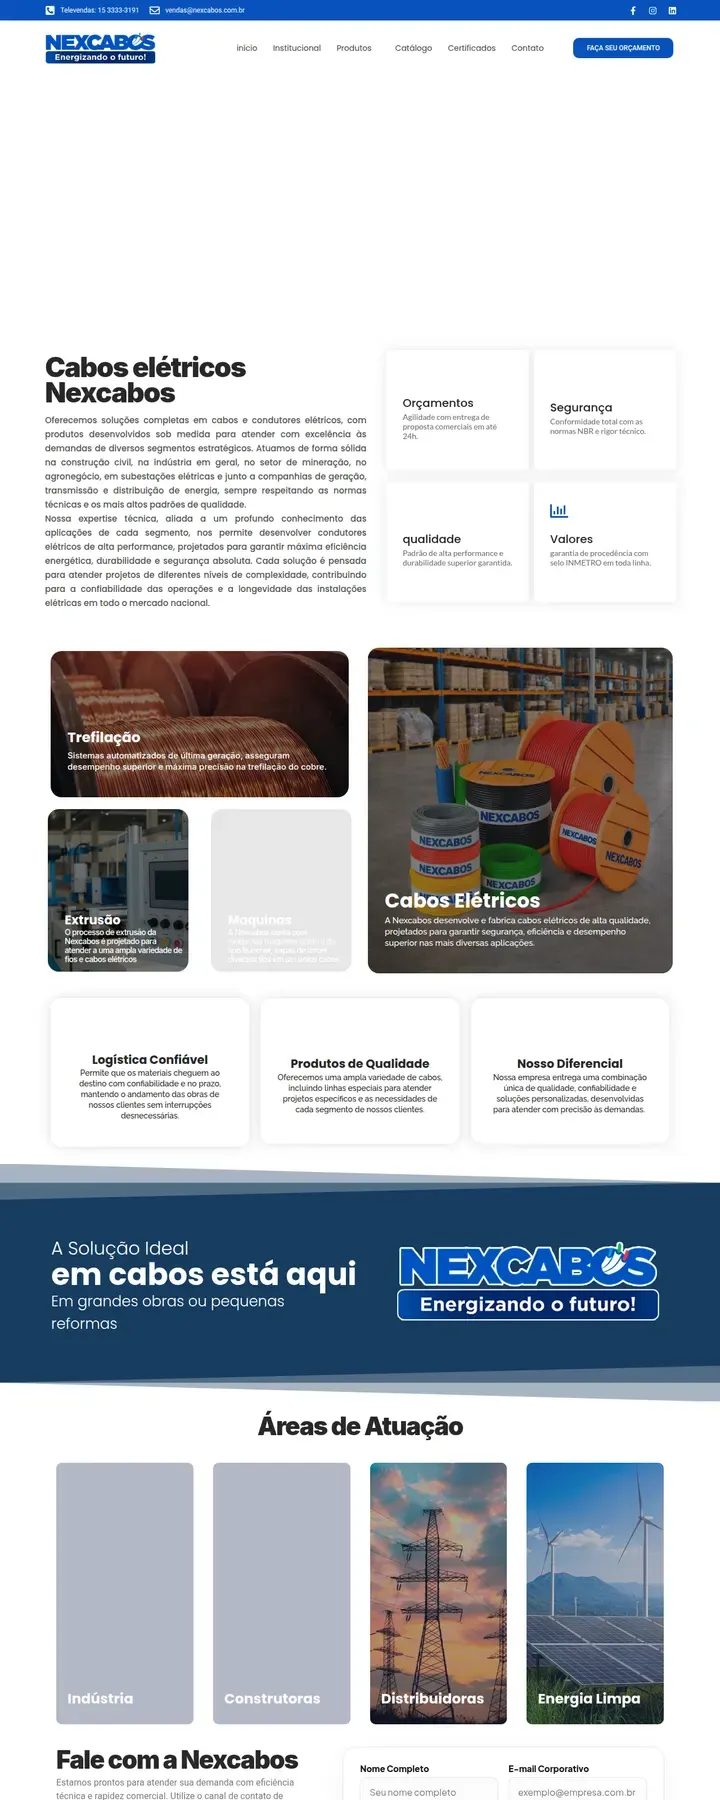 Televendas: 15 3333-3191
vendas@nexcabos.com.br
NEXCABOS
Energizando o futuro!
início
Institucional
Produtos
Catálogo
Certificados
Contato
FAÇA SEU ORÇAMENTO
Cabos elétricos
Nexcabos
Oferecemos soluções completas em cabos e condutores elétricos, com
produtos desenvolvidos sob medida para atender com excelência às
demandas de diversos segmentos estratégicos. Atuamos de forma sólida
na construção civil, na indústria em geral, no setor de mineração, no
agronegócio, em subestações elétricas e junto a companhias de geração,
transmissão e distribuição de energia, sempre respeitando as normas
técnicas e os mais altos padrões de qualidade.
Nossa expertise técnica, aliada a um profundo conhecimento das
aplicações de cada segmento, nos permite desenvolver condutores
elétricos de alta performance, projetados para garantir máxima eficiência
energética, durabilidade e segurança absoluta. Cada solução é pensada
para atender projetos de diferentes níveis de complexidade, contribuindo
para a confiabilidade das operações e a longevidade das instalações
elétricas em todo o mercado nacional.
Orçamentos
Agilidade com entrega de
proposta comerciais em até
24h.
Segurança
Conformidade total com as
normas NBR e rigor técnico.
qualidade
Padrão de alta performance e
durabilidade superior garantida.
Valores
garantia de procedência com
selo INMETRO em toda linha.
Trefilação
Sistemas automatizados de última geração, asseguram
desempenho superior e máxima precisão na trefilação do cobre.
Extrusão
O processo de extrusão da
Nexcabos é projetado para
atender a uma ampla variedade de
fios e cabos elétricos
Maquinas
NEXCABOS
NEXCABOS
NEXCABOS
NEXCABOS
NEXCABOS
NEXCABOS
NEXCABOS
Cabos Elétricos
A Nexcabos desenvolve e fabrica cabos elétricos de alta qualidade,
projetados para garantir segurança, eficiência e desempenho
superior nas mais diversas aplicações.
Logística Confiável
Permite que os materiais cheguem ao
destino com confiabilidade e no prazo,
mantendo o andamento das obras de
nossos clientes sem interrupções
desnecessárias.
Produtos de Qualidade
Oferecemos uma ampla variedade de cabos,
incluindo linhas especiais para atender
projetos específicos e as necessidades de
cada segmento de nossos clientes.
Nosso Diferencial
Nossa empresa entrega uma combinação
única de qualidade, confiabilidade e
soluções personalizadas, desenvolvidas
para atender com precisão às demandas.
A Solução Ideal
em cabos está aqui
Em grandes obras ou pequenas
reformas
NEXCABOS
Energizando o futuro!
Áreas de Atuação
Indústria
Construtoras
Distribuidoras
Energia Limpa
Fale com a Nexcabos
Estamos prontos para atender sua demanda com eficiência
técnica e rapidez comercial. Utilize o canal de contato de
Nome Completo
Seu nome completo
E-mail Corporativo
exemplo@empresa.com.br